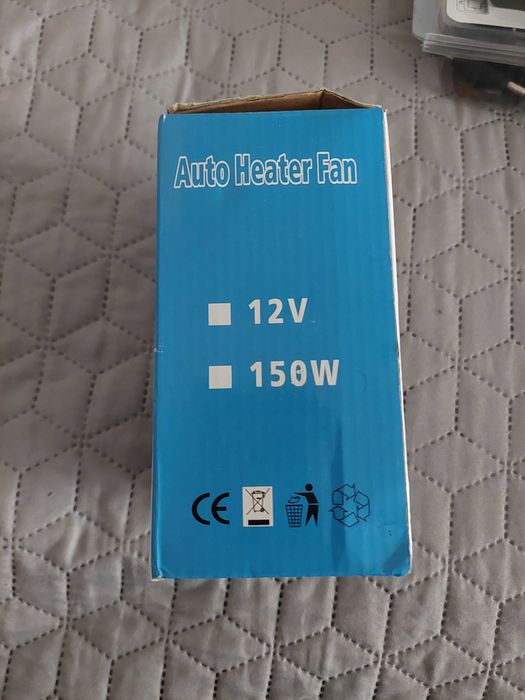 Auto Heater Fan
12V
150W
CE